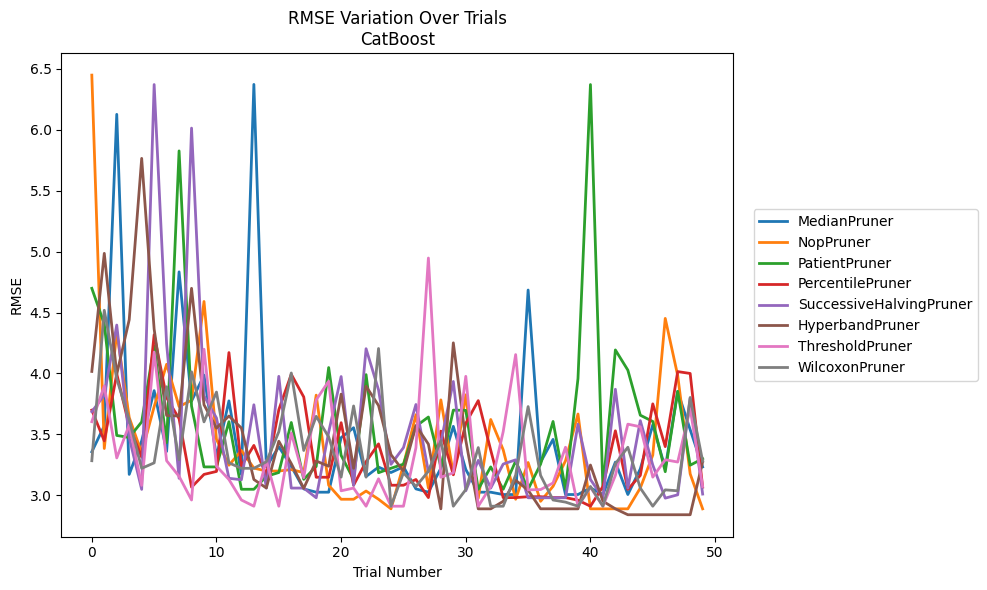 RMSE Variation Over Trials
CatBoost
6.5
6.0
5.5
5.0
4.5
4.0
3.5
3.0
RMSE
0 10 20 30 40 50
Trial Number
MedianPruner
NopPruner
PatientPruner
PercentilePruner
SuccessiveHalvingPruner
HyperbandPruner
ThresholdPruner
WilcoxonPruner